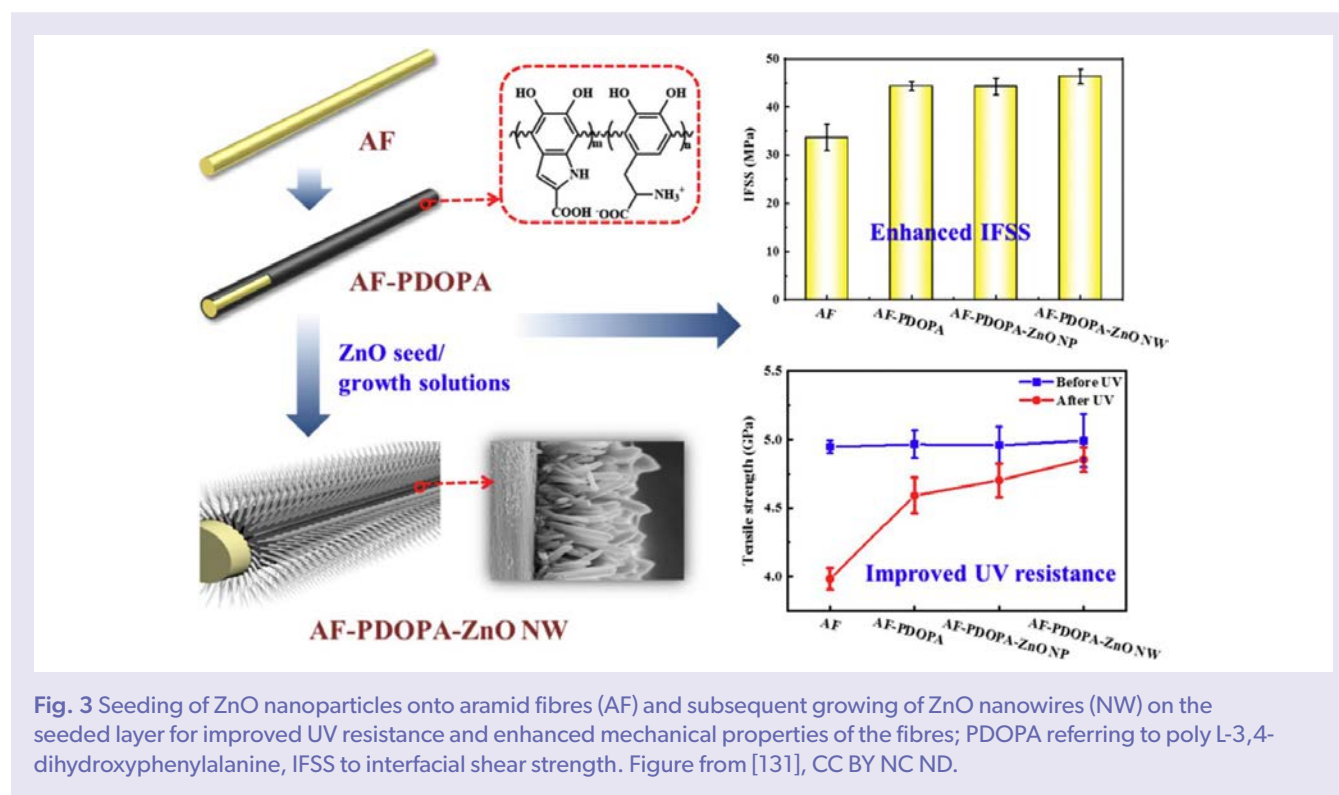 AF
AF-PDOPA
ZnO seed/
growth solutions
AF-PDOPA-ZnO NW
HO OH HO OH
m n
NH
NH₃⁺
COOH ⁻OOC
50
40
30
20
10
0
IFSS (MPa)
Enhanced IFSS
AF AF-PDOPA AF-PDOPA-ZnO NP AF-PDOPA-ZnO NW
5.5
5.0
4.5
4.0
Tensile strength (GPa)
Before UV
After UV
Improved UV resistance
AF AF-PDOPA AF-PDOPA-ZnO NP AF-PDOPA-ZnO NW
Fig. 3 Seeding of ZnO nanoparticles onto aramid fibres (AF) and subsequent growing of ZnO nanowires (NW) on the
seeded layer for improved UV resistance and enhanced mechanical properties of the fibres; PDOPA referring to poly L-3,4-
dihydroxyphenylalanine, IFSS to interfacial shear strength. Figure from [131], CC BY NC ND.